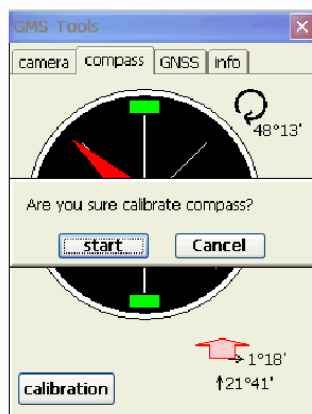 GMS Tools
camera compass GNSS info
48°13'
Are you sure calibrate compass?
start Cancel
1°18'
21°41'
calibration